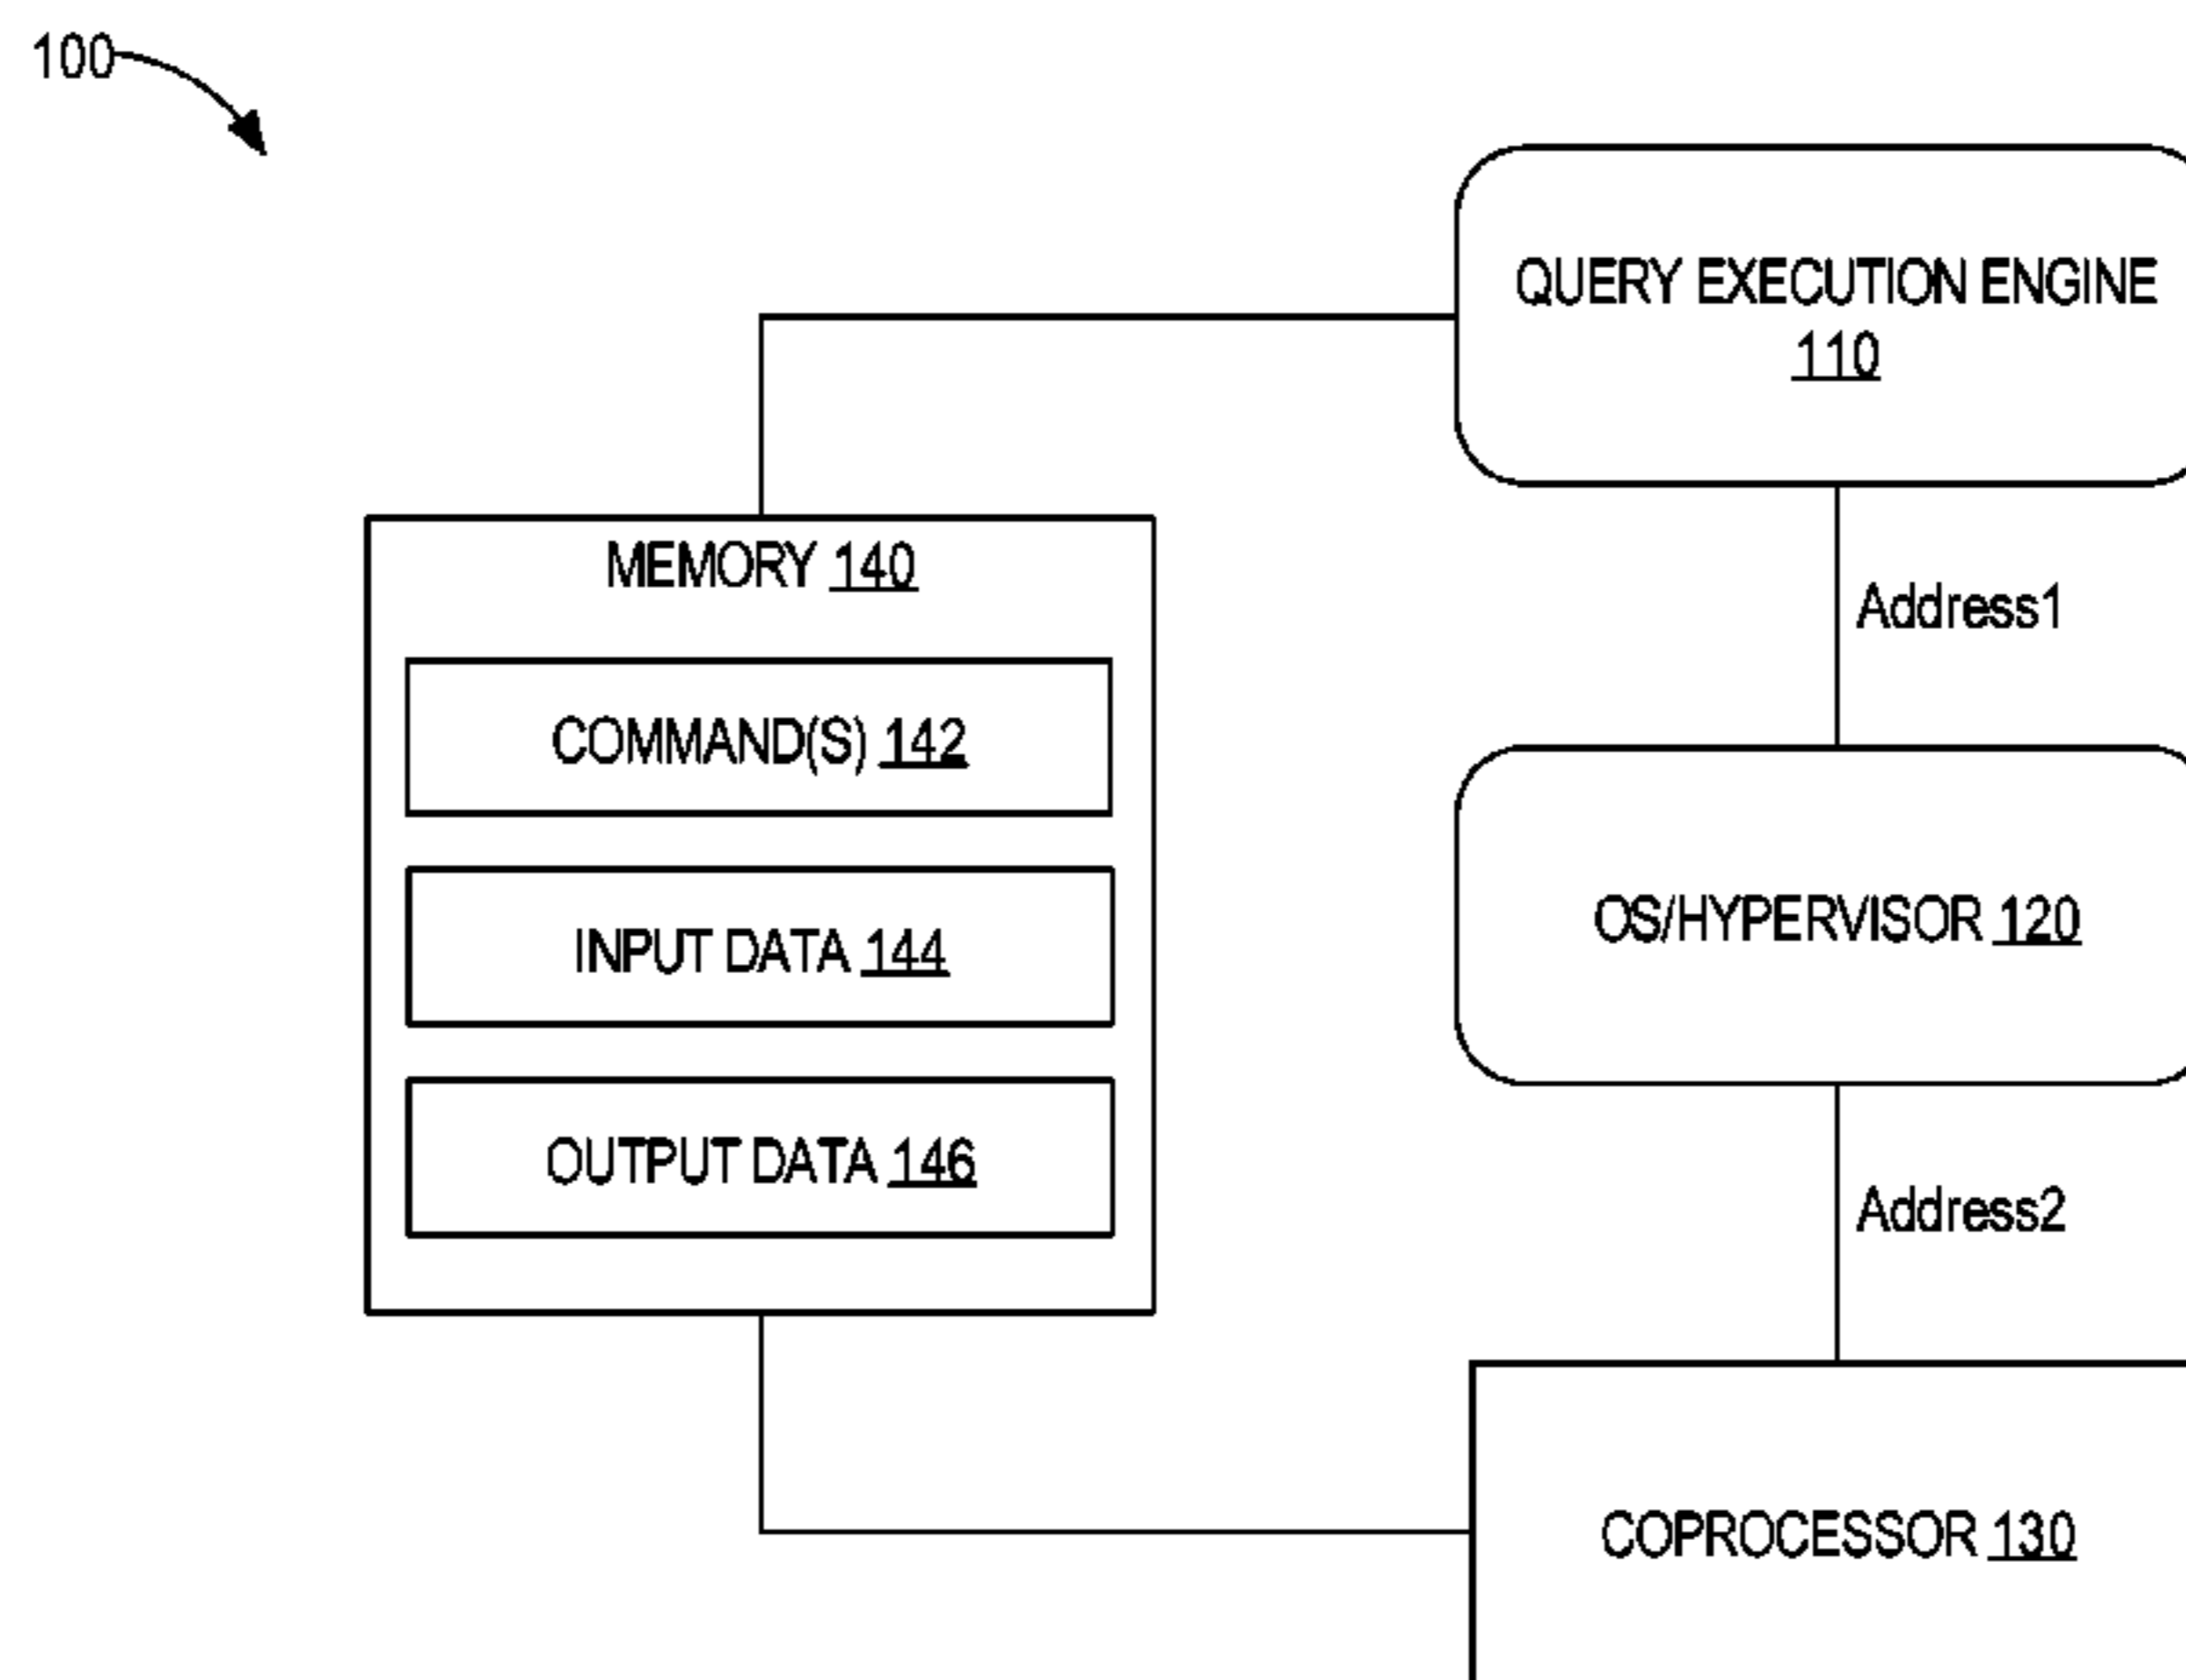 100
QUERY EXECUTION ENGINE
110
MEMORY 140
Address1
COMMAND(S) 142
INPUT DATA 144
OS/HYPERVISOR 120
OUTPUT DATA 146
Address2
COPROCESSOR 130